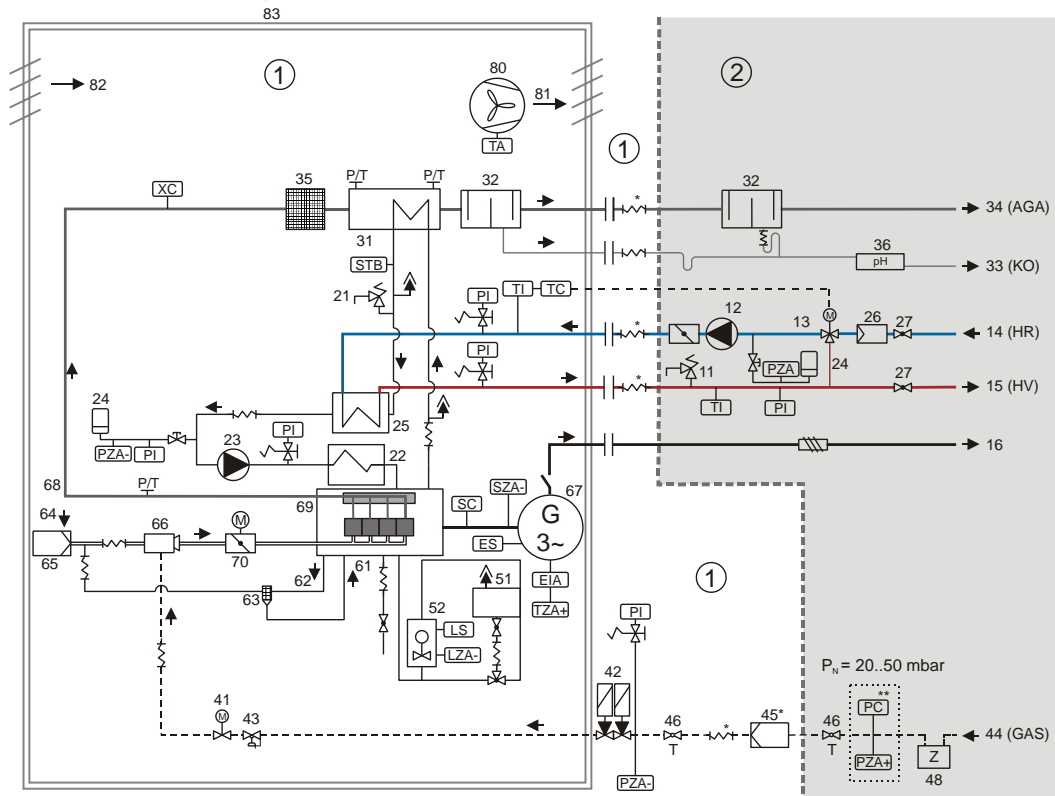 83
1
80
2
82
81
TA
1
P/T
P/T
XC
35
32
32
34 (AGA)
31
36
STB
pH
33 (KO)
21
PI
TI
TC
12
M
13
26
27
14 (HR)
PI
11
PZA
24
27
15 (HV)
TI
PI
24
25
PI
16
PZA-
PI
23
22
SZA-
68
P/T
69
SC
67
G
3~
64
66
M
ES
65
70
62
61
EIA
51
1
63
52
TZA+
LS
PI
LZA-
42
PN = 20..50 mbar
41
M
43
46
*
45*
46
PC
**
44 (GAS)
T
T
PZA+
Z
48
PZA-
*
*
*